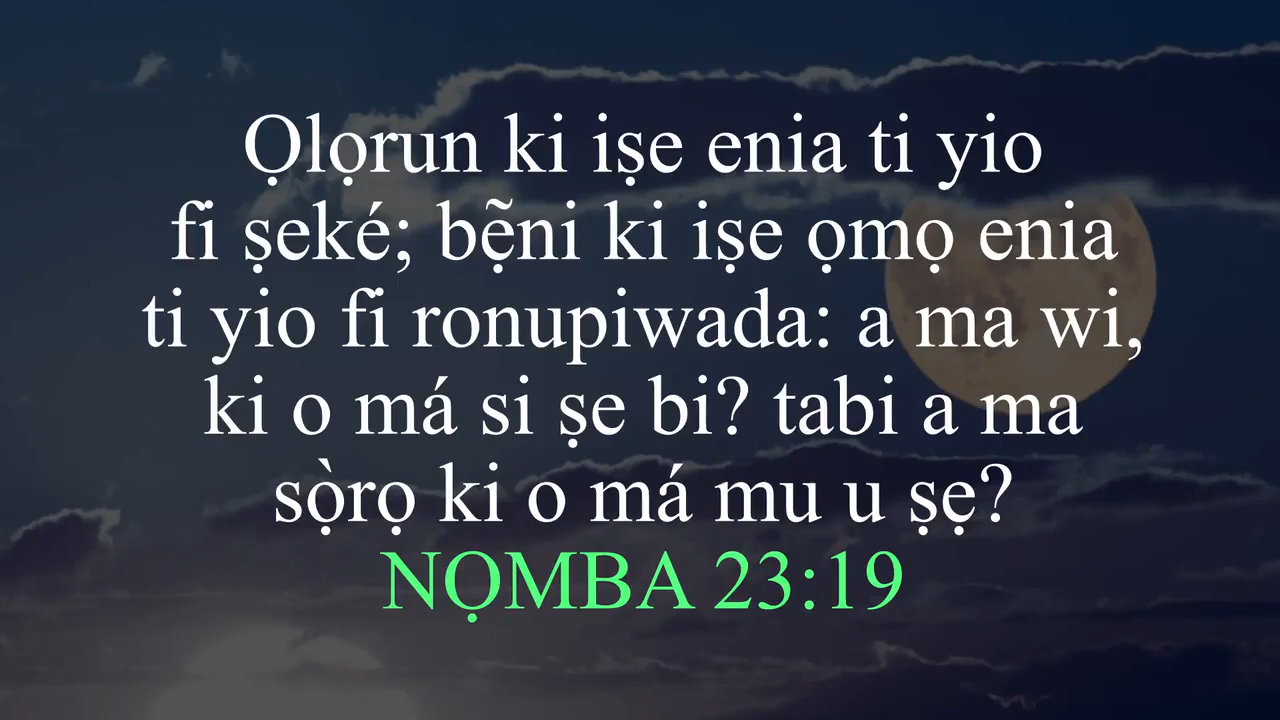 Ọlọrun ki iṣe enia ti yio
fi ṣeké; bẹ̃ni ki iṣe ọmọ enia
ti yio fi ronupiwada: a ma wi,
ki o má si ṣe bi? tabi a ma
sọ̀rọ ki o má mu u ṣẹ?
NỌMBA 23:19